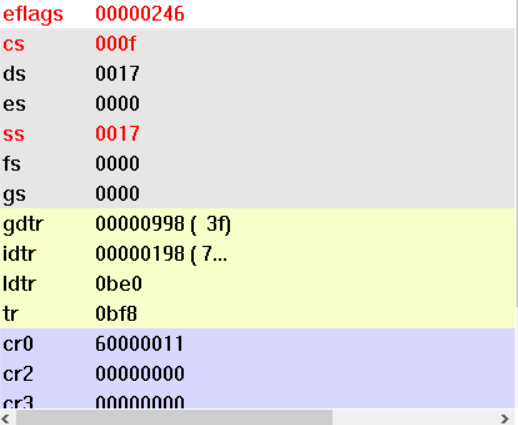 eflags 00000246
cs 000f
ds 0017
es 0000
ss 0017
fs 0000
gs 0000
gdtr 00000998 ( 3f)
idtr 00000198 ( 7...
ldtr 0be0
tr 0bf8
cr0 60000011
cr2 00000000
cr3 00000000